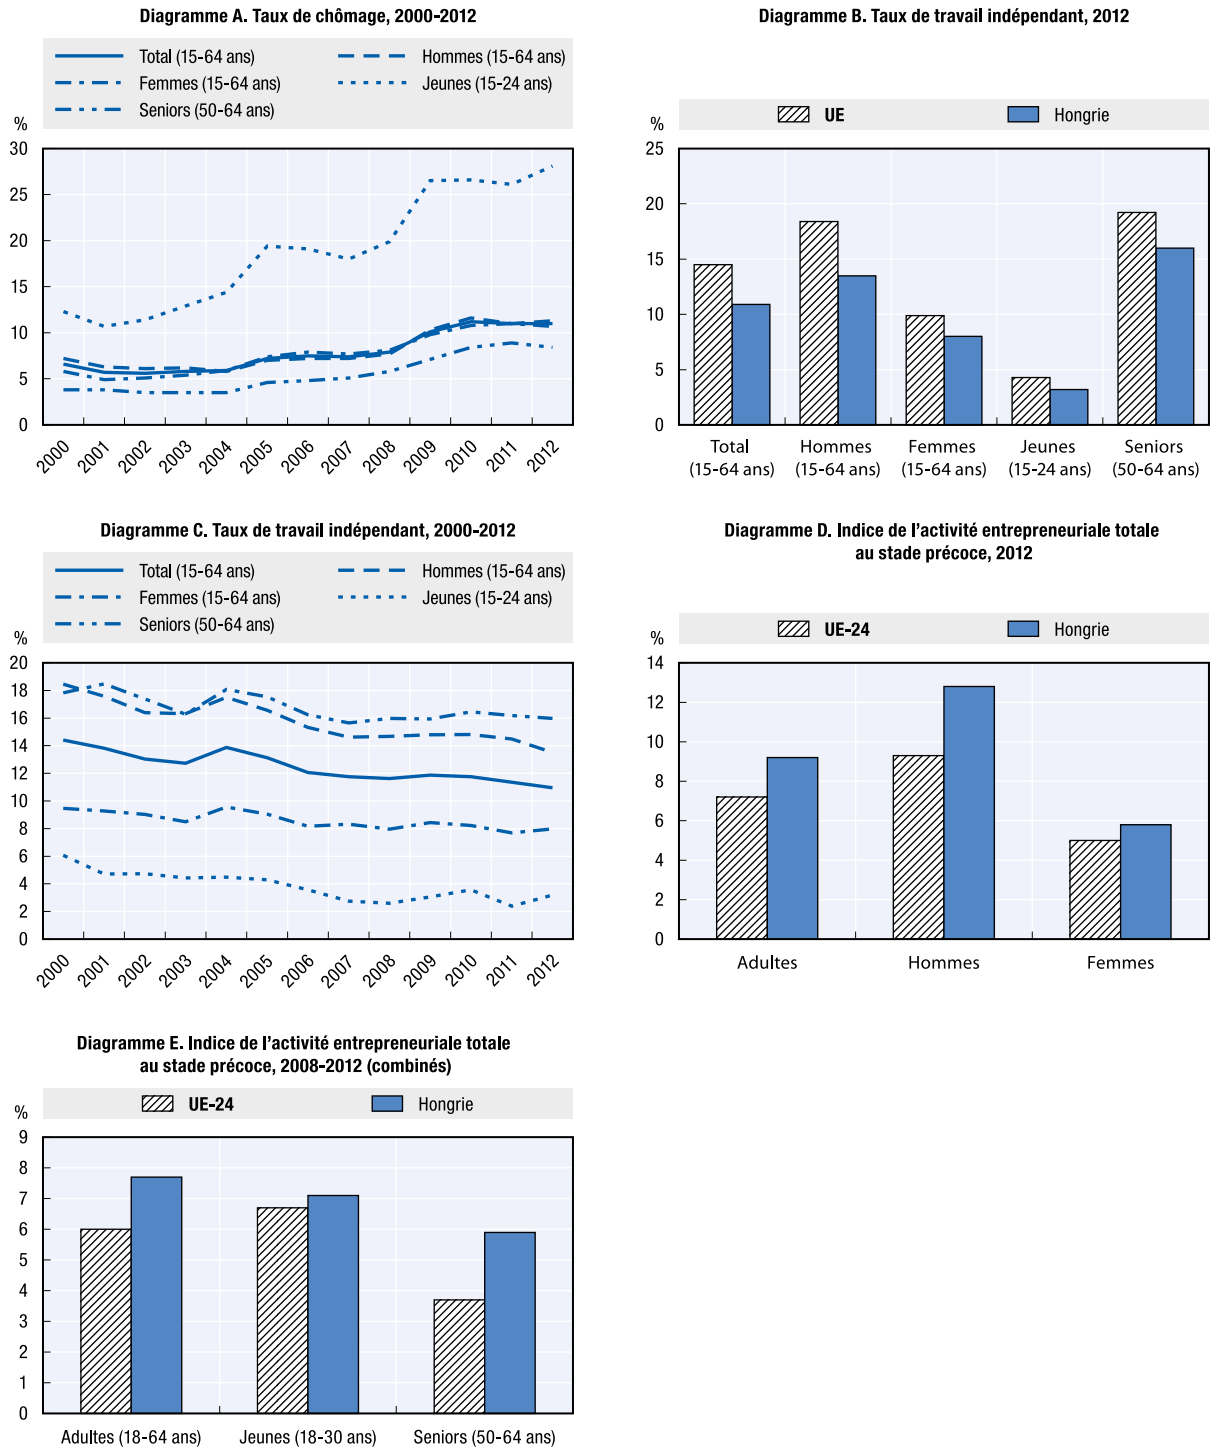 Diagramme A. Taux de chômage, 2000-2012
Total (15-64 ans)
Hommes (15-64 ans)
Femmes (15-64 ans)
Jeunes (15-24 ans)
Seniors (50-64 ans)
%
30
25
20
15
10
5
0
2000
2001
2002
2003
2004
2005
2006
2007
2008
2009
2010
2011
2012
Diagramme B. Taux de travail indépendant, 2012
UE
Hongrie
%
25
20
15
10
5
0
Total
(15-64 ans)
Hommes
(15-64 ans)
Femmes
(15-64 ans)
Jeunes
(15-24 ans)
Seniors
(50-64 ans)
Diagramme C. Taux de travail indépendant, 2000-2012
Total (15-64 ans)
Hommes (15-64 ans)
Femmes (15-64 ans)
Jeunes (15-24 ans)
Seniors (50-64 ans)
%
20
18
16
14
12
10
8
6
4
2
0
2000
2001
2002
2003
2004
2005
2006
2007
2008
2009
2010
2011
2012
Diagramme D. Indice de l'activité entrepreneuriale totale
au stade précoce, 2012
UE-24
Hongrie
%
14
12
10
8
6
4
2
0
Adultes
Hommes
Femmes
Diagramme E. Indice de l'activité entrepreneuriale totale
au stade précoce, 2008-2012 (combinés)
UE-24
Hongrie
%
9
8
7
6
5
4
3
2
1
0
Adultes (18-64 ans)
Jeunes (18-30 ans)
Seniors (50-64 ans)